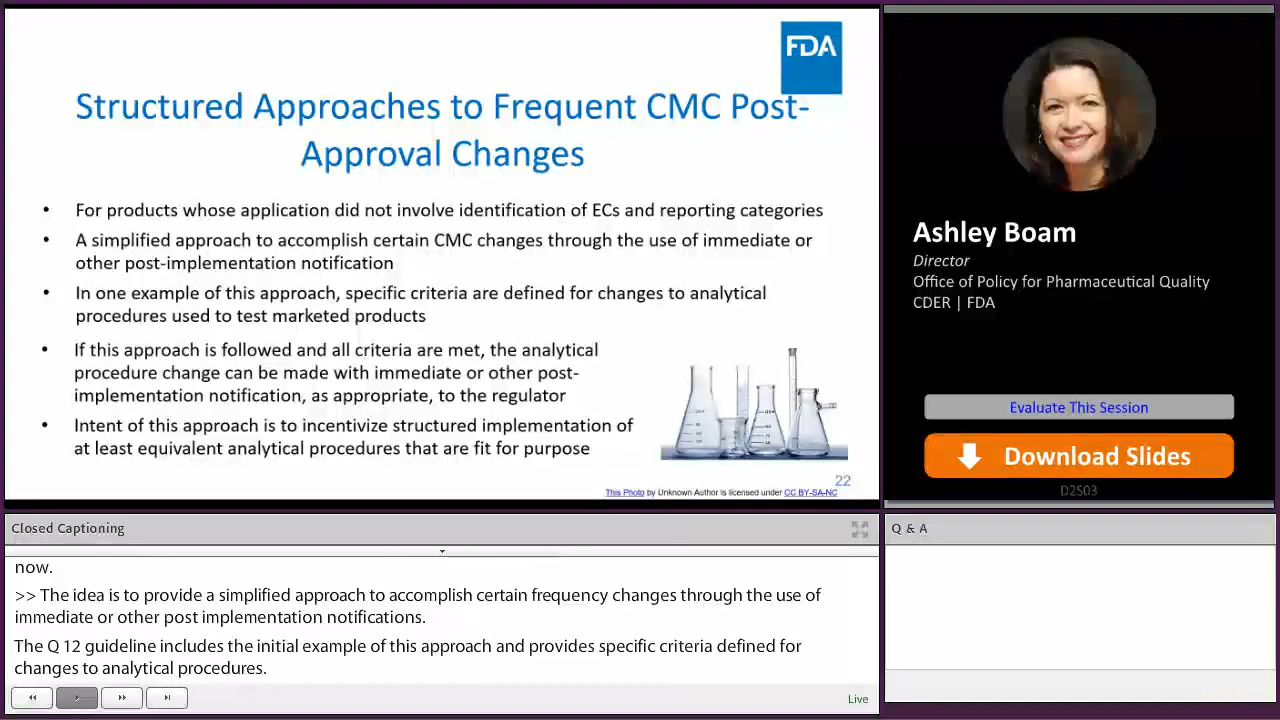 FDA
Structured Approaches to Frequent CMC Post-
Approval Changes
• For products whose application did not involve identification of ECs and reporting categories
• A simplified approach to accomplish certain CMC changes through the use of immediate or
other post-implementation notification
• In one example of this approach, specific criteria are defined for changes to analytical
procedures used to test marketed products
• If this approach is followed and all criteria are met, the analytical
procedure change can be made with immediate or other post-
implementation notification, as appropriate, to the regulator
• Intent of this approach is to incentivize structured implementation of
at least equivalent analytical procedures that are fit for purpose
22
This Photo by Unknown Author is licensed under CC BY-SA-NC
Ashley Boam
Director
Office of Policy for Pharmaceutical Quality
CDER | FDA
Evaluate This Session
Download Slides
D2S03
Closed Captioning
now.
>> The idea is to provide a simplified approach to accomplish certain frequency changes through the use of
immediate or other post implementation notifications.
The Q 12 guideline includes the initial example of this approach and provides specific criteria defined for
changes to analytical procedures.
Live
Q & A